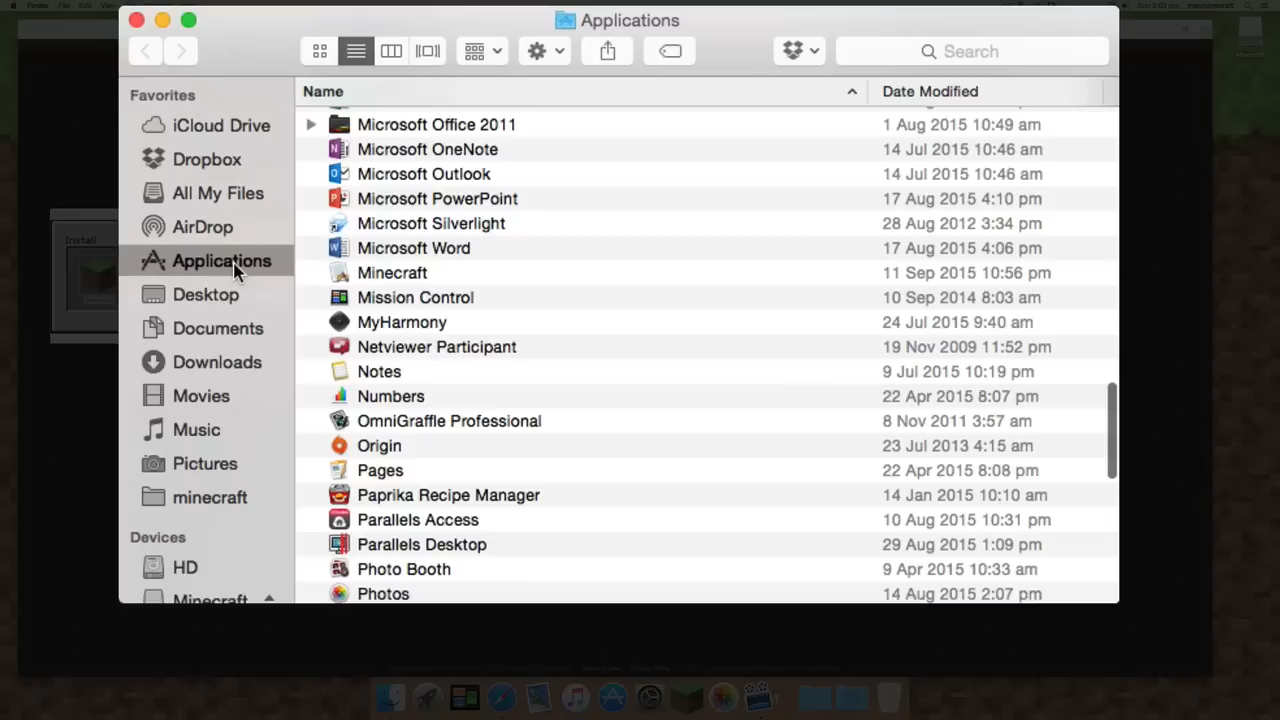 Finder File Edit
Applications
Search
Name Date Modified
Favorites
iCloud Drive
Dropbox
All My Files
AirDrop
Applications
Desktop
Documents
Downloads
Movies
Music
Pictures
minecraft
Devices
HD
Minecraft
Microsoft Office 2011 1 Aug 2015 10:49 am
Microsoft OneNote 14 Jul 2015 10:46 am
Microsoft Outlook 14 Jul 2015 10:46 am
Microsoft PowerPoint 17 Aug 2015 4:10 pm
Microsoft Silverlight 28 Aug 2012 3:34 pm
Microsoft Word 17 Aug 2015 4:06 pm
Minecraft 11 Sep 2015 10:56 pm
Mission Control 10 Sep 2014 8:03 am
MyHarmony 24 Jul 2015 9:40 am
Netviewer Participant 19 Nov 2009 11:52 pm
Notes 9 Jul 2015 10:19 pm
Numbers 22 Apr 2015 8:07 pm
OmniGraffle Professional 8 Nov 2011 3:57 am
Origin 23 Jul 2013 4:15 am
Pages 22 Apr 2015 8:08 pm
Paprika Recipe Manager 14 Jan 2015 10:10 am
Parallels Access 10 Aug 2015 10:31 pm
Parallels Desktop 29 Aug 2015 1:09 pm
Photo Booth 9 Apr 2015 10:33 am
Photos 14 Aug 2015 2:07 pm
Install